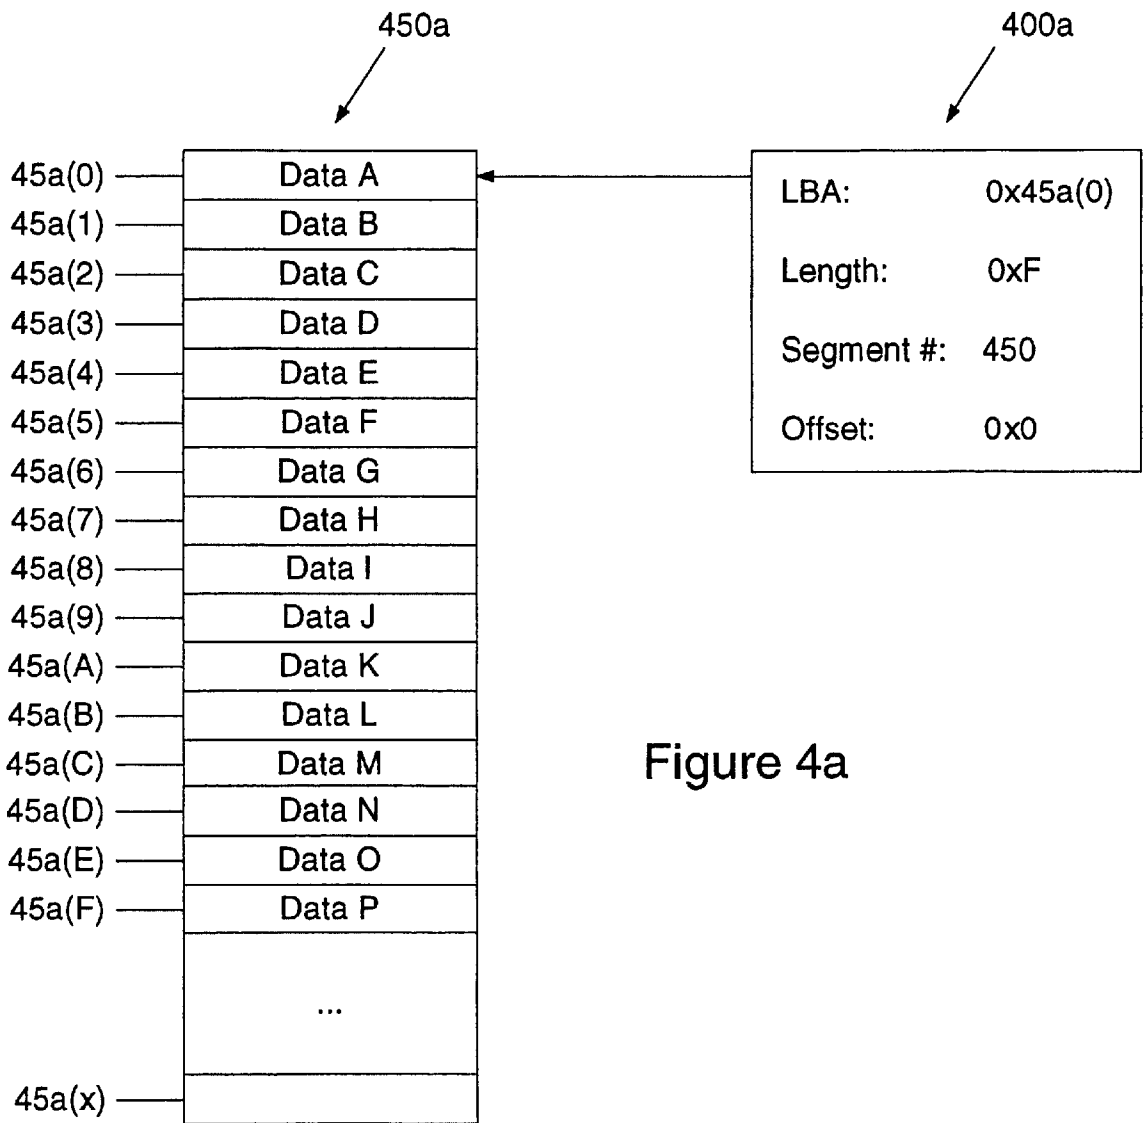 450a
400a
45a(0) Data A
45a(1) Data B
45a(2) Data C
45a(3) Data D
45a(4) Data E
45a(5) Data F
45a(6) Data G
45a(7) Data H
45a(8) Data I
45a(9) Data J
45a(A) Data K
45a(B) Data L
45a(C) Data M
45a(D) Data N
45a(E) Data O
45a(F) Data P
...
45a(x)
LBA: 0x45a(0)
Length: 0xF
Segment #: 450
Offset: 0x0
Figure 4a